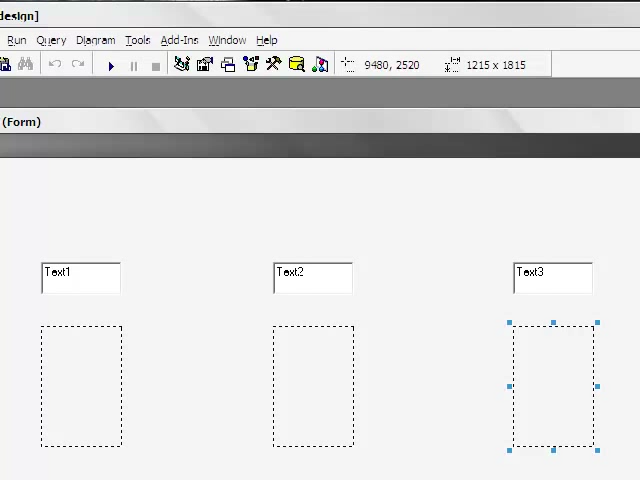 design]
Run Query Diagram Tools Add-Ins Window Help
9480, 2520 1215 x 1815
(Form)
Text1 Text2 Text3